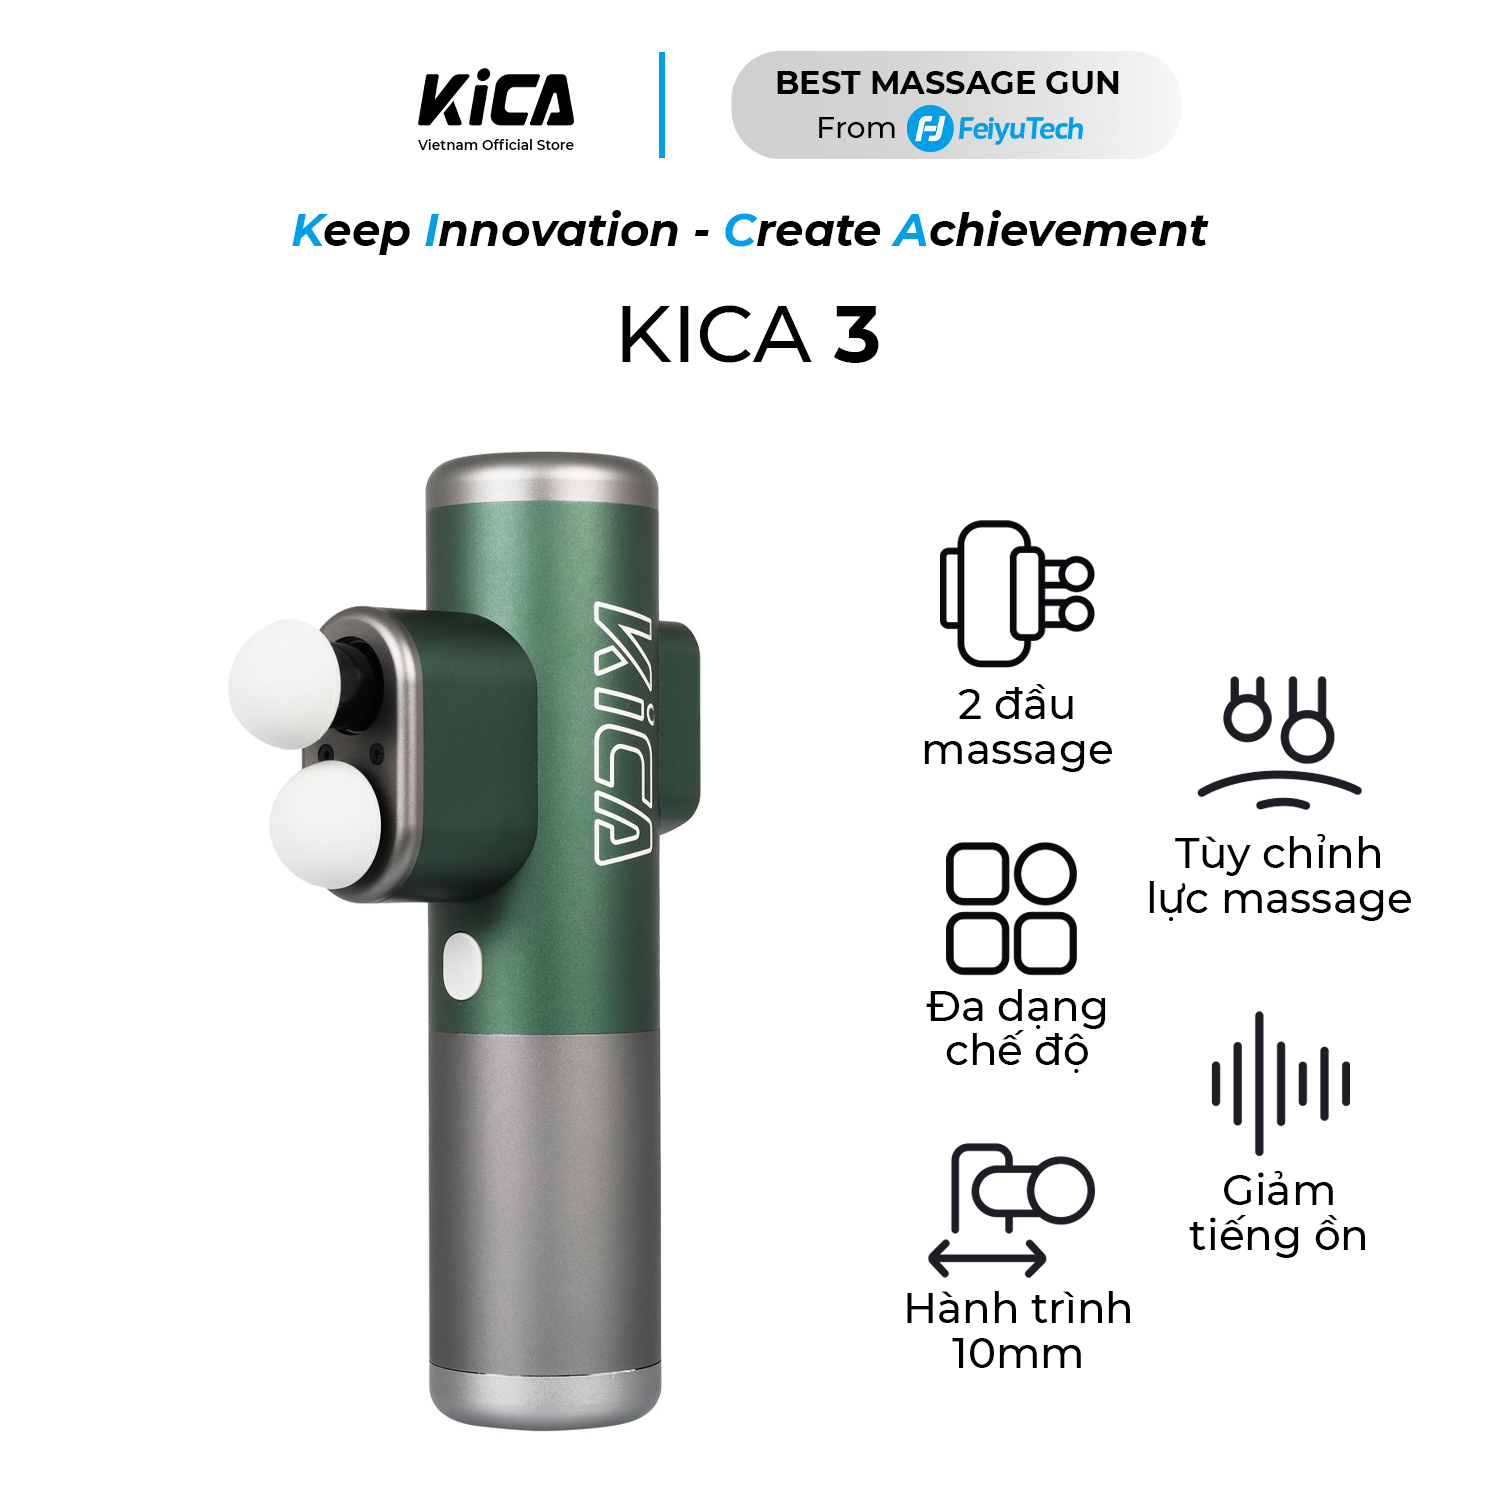 KiCA
Vietnam Official Store
BEST MASSAGE GUN
From FeiyuTech
Keep Innovation - Create Achievement
KICA 3
KiCA
2 đầu
massage
Tùy chỉnh
lực massage
Đa dạng
chế độ
Giảm
tiếng ồn
Hành trình
10mm